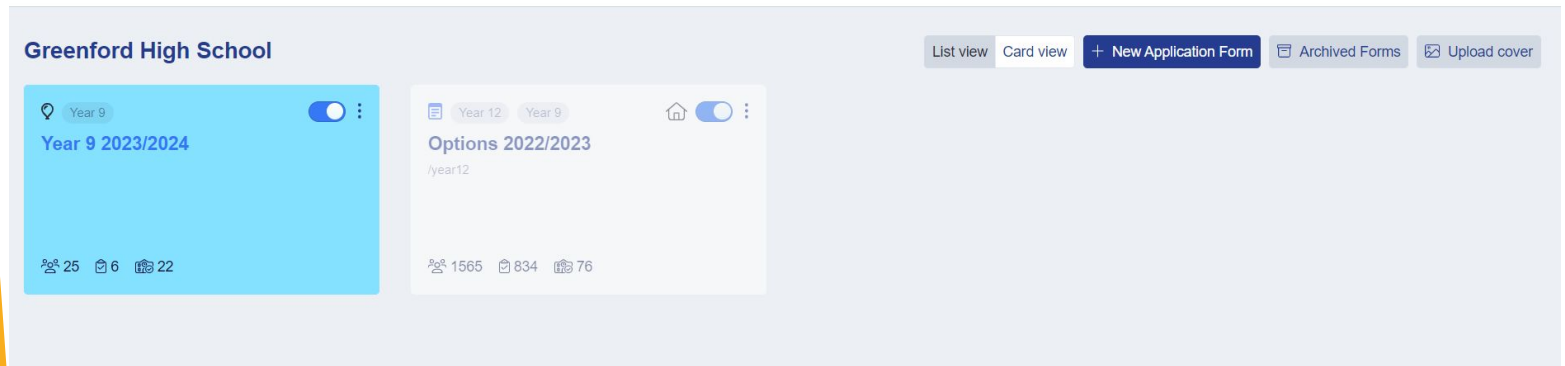 Greenford High School
List view Card view + New Application Form Archived Forms Upload cover
Year 9
Year 9 2023/2024
25 6 22
Year 12 Year 9
Options 2022/2023
/year12
1565 834 76